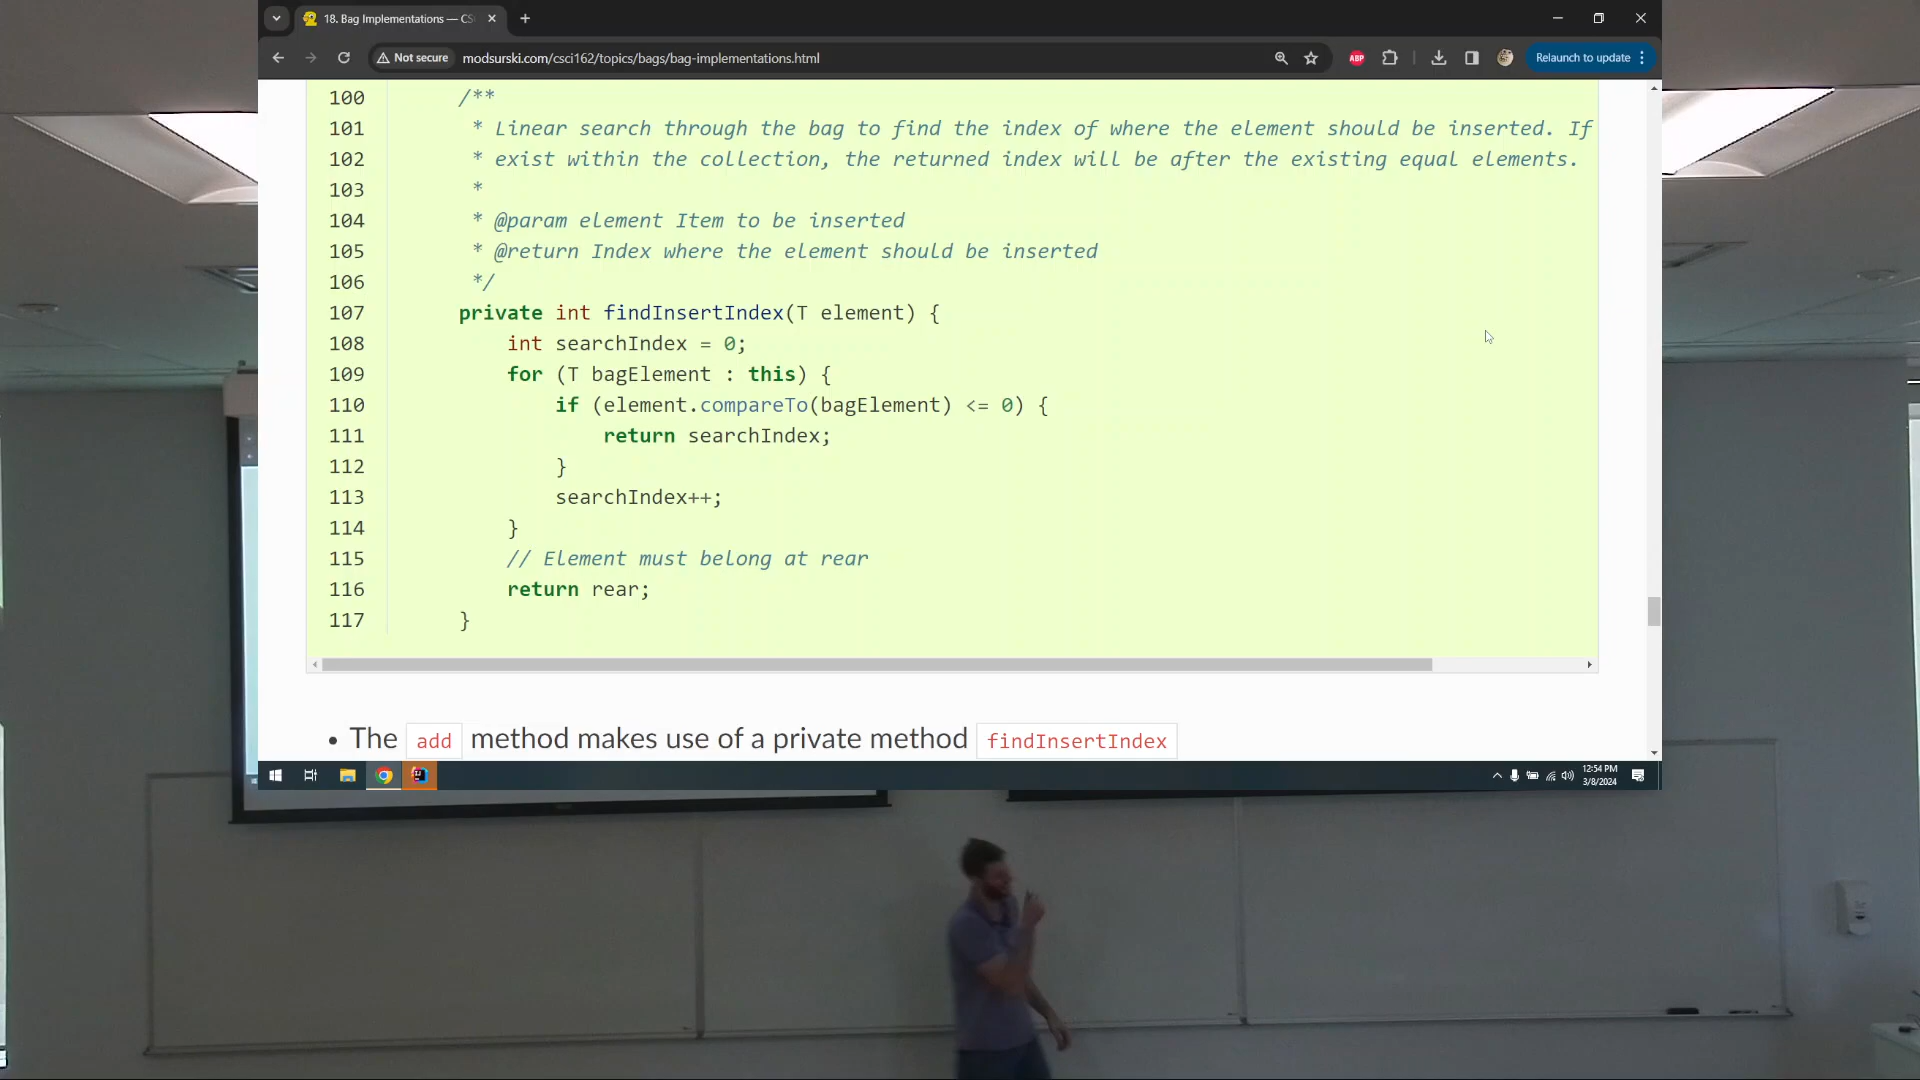 18. Bag Implementations — CS
Not secure modsurski.com/csci162/topics/bags/bag-implementations.html ABP Relaunch to update
100 /**
101 * Linear search through the bag to find the index of where the element should be inserted. If
102 * exist within the collection, the returned index will be after the existing equal elements.
103 *
104 * @param element Item to be inserted
105 * @return Index where the element should be inserted
106 */
107 private int findInsertIndex(T element) {
108 int searchIndex = 0;
109 for (T bagElement : this) {
110 if (element.compareTo(bagElement) <= 0) {
111 return searchIndex;
112 }
113 searchIndex++;
114 }
115 // Element must belong at rear
116 return rear;
117 }
• The add method makes use of a private method findInsertIndex
12:54 PM
3/8/2024